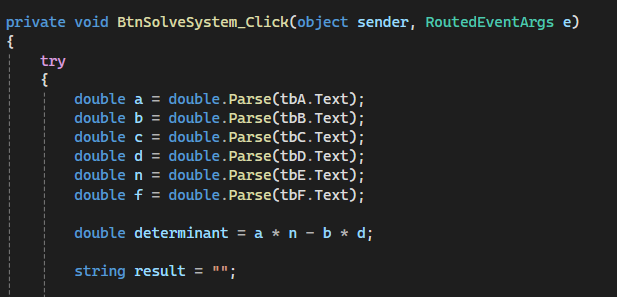 private void BtnSolveSystem_Click(object sender, RoutedEventArgs e)
{
try
{
double a = double.Parse(tbA.Text);
double b = double.Parse(tbB.Text);
double c = double.Parse(tbC.Text);
double d = double.Parse(tbD.Text);
double n = double.Parse(tbE.Text);
double f = double.Parse(tbF.Text);
double determinant = a * n - b * d;
string result = "";